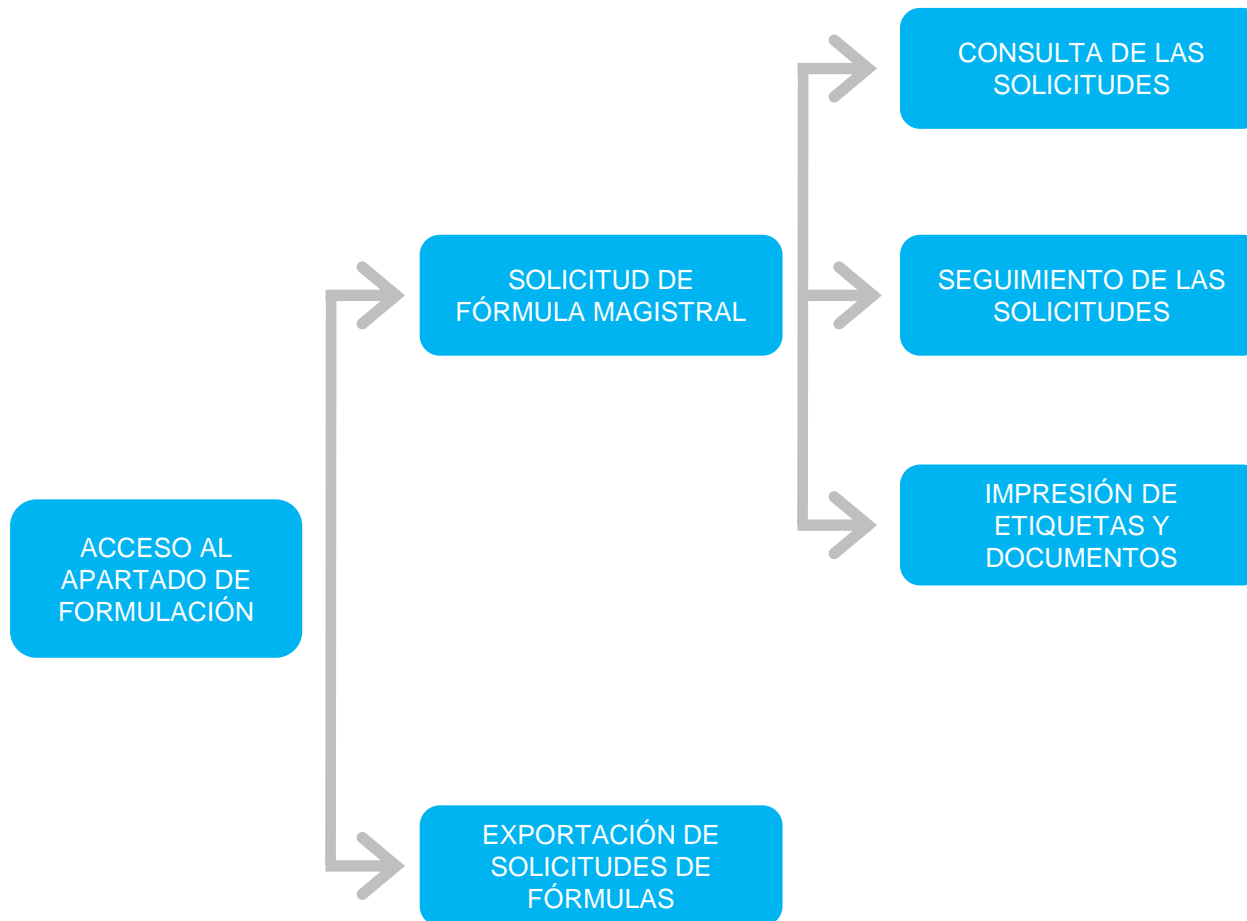 CONSULTA DE LAS
SOLICITUDES
SOLICITUD DE
FÓRMULA MAGISTRAL
SEGUIMIENTO DE LAS
SOLICITUDES
IMPRESIÓN DE
ETIQUETAS Y
DOCUMENTOS
ACCESO AL
APARTADO DE
FORMULACIÓN
EXPORTACIÓN DE
SOLICITUDES DE
FÓRMULAS